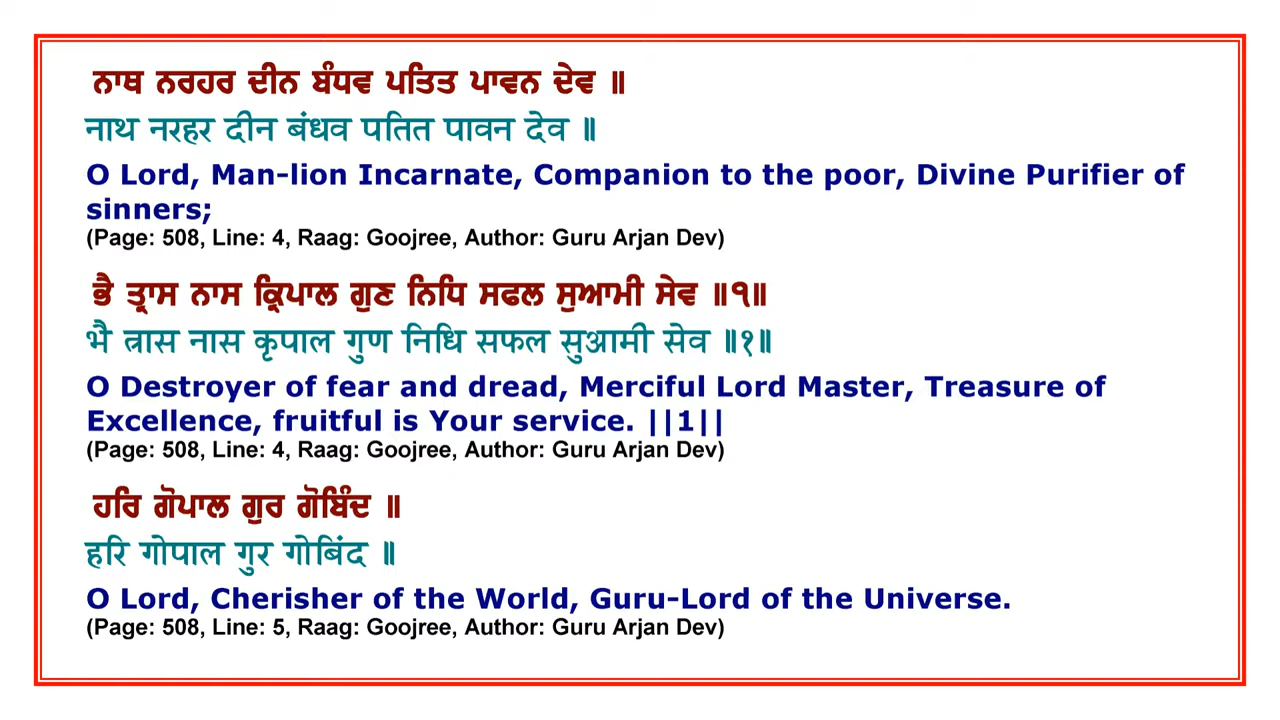 ਨਾਥ ਨਰਹਰ ਦੀਨ ਬੰਧਵ ਪਤਿਤ ਪਾਵਨ ਦੇਵ ॥
नाथ नरहर दीन बंधव पतित पावन देव ॥
O Lord, Man-lion Incarnate, Companion to the poor, Divine Purifier of
sinners;
(Page: 508, Line: 4, Raag: Goojree, Author: Guru Arjan Dev)
ਭੈ ਤ੍ਰਾਸ ਨਾਸ ਕ੍ਰਿਪਾਲ ਗੁਣ ਨਿਧਿ ਸਫਲ ਸੁਆਮੀ ਸੇਵ ॥੧॥
भै त्रास नास कृपाल गुण निधि सफल सुआमी सेव ॥१॥
O Destroyer of fear and dread, Merciful Lord Master, Treasure of
Excellence, fruitful is Your service. ||1||
(Page: 508, Line: 4, Raag: Goojree, Author: Guru Arjan Dev)
ਹਰਿ ਗੋਪਾਲ ਗੁਰ ਗੋਬਿੰਦ ॥
हरि गोपाल गुर गोबिंद ॥
O Lord, Cherisher of the World, Guru-Lord of the Universe.
(Page: 508, Line: 5, Raag: Goojree, Author: Guru Arjan Dev)